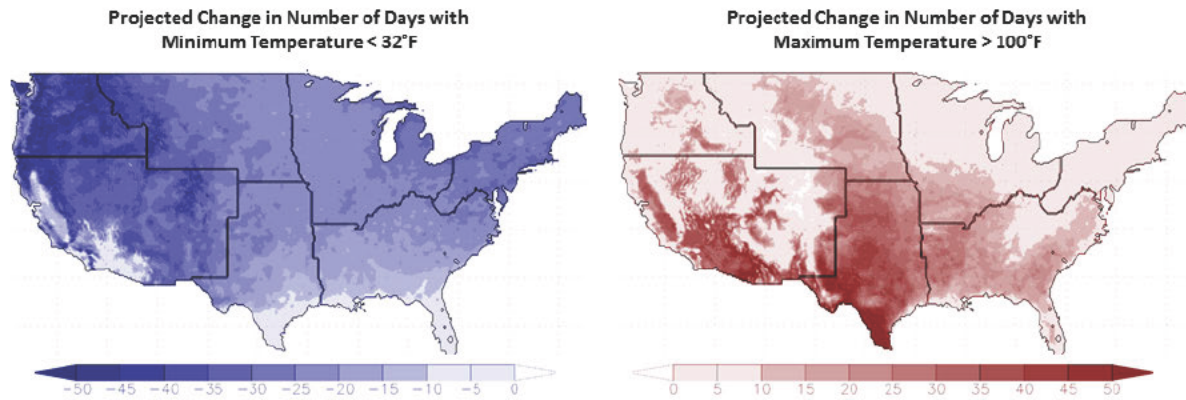 Projected Change in Number of Days with
Minimum Temperature < 32°F
Projected Change in Number of Days with
Maximum Temperature > 100°F
-50 -45 -40 -35 -30 -25 -20 -15 -10 -5 0
0 5 10 15 20 25 30 35 40 45 50